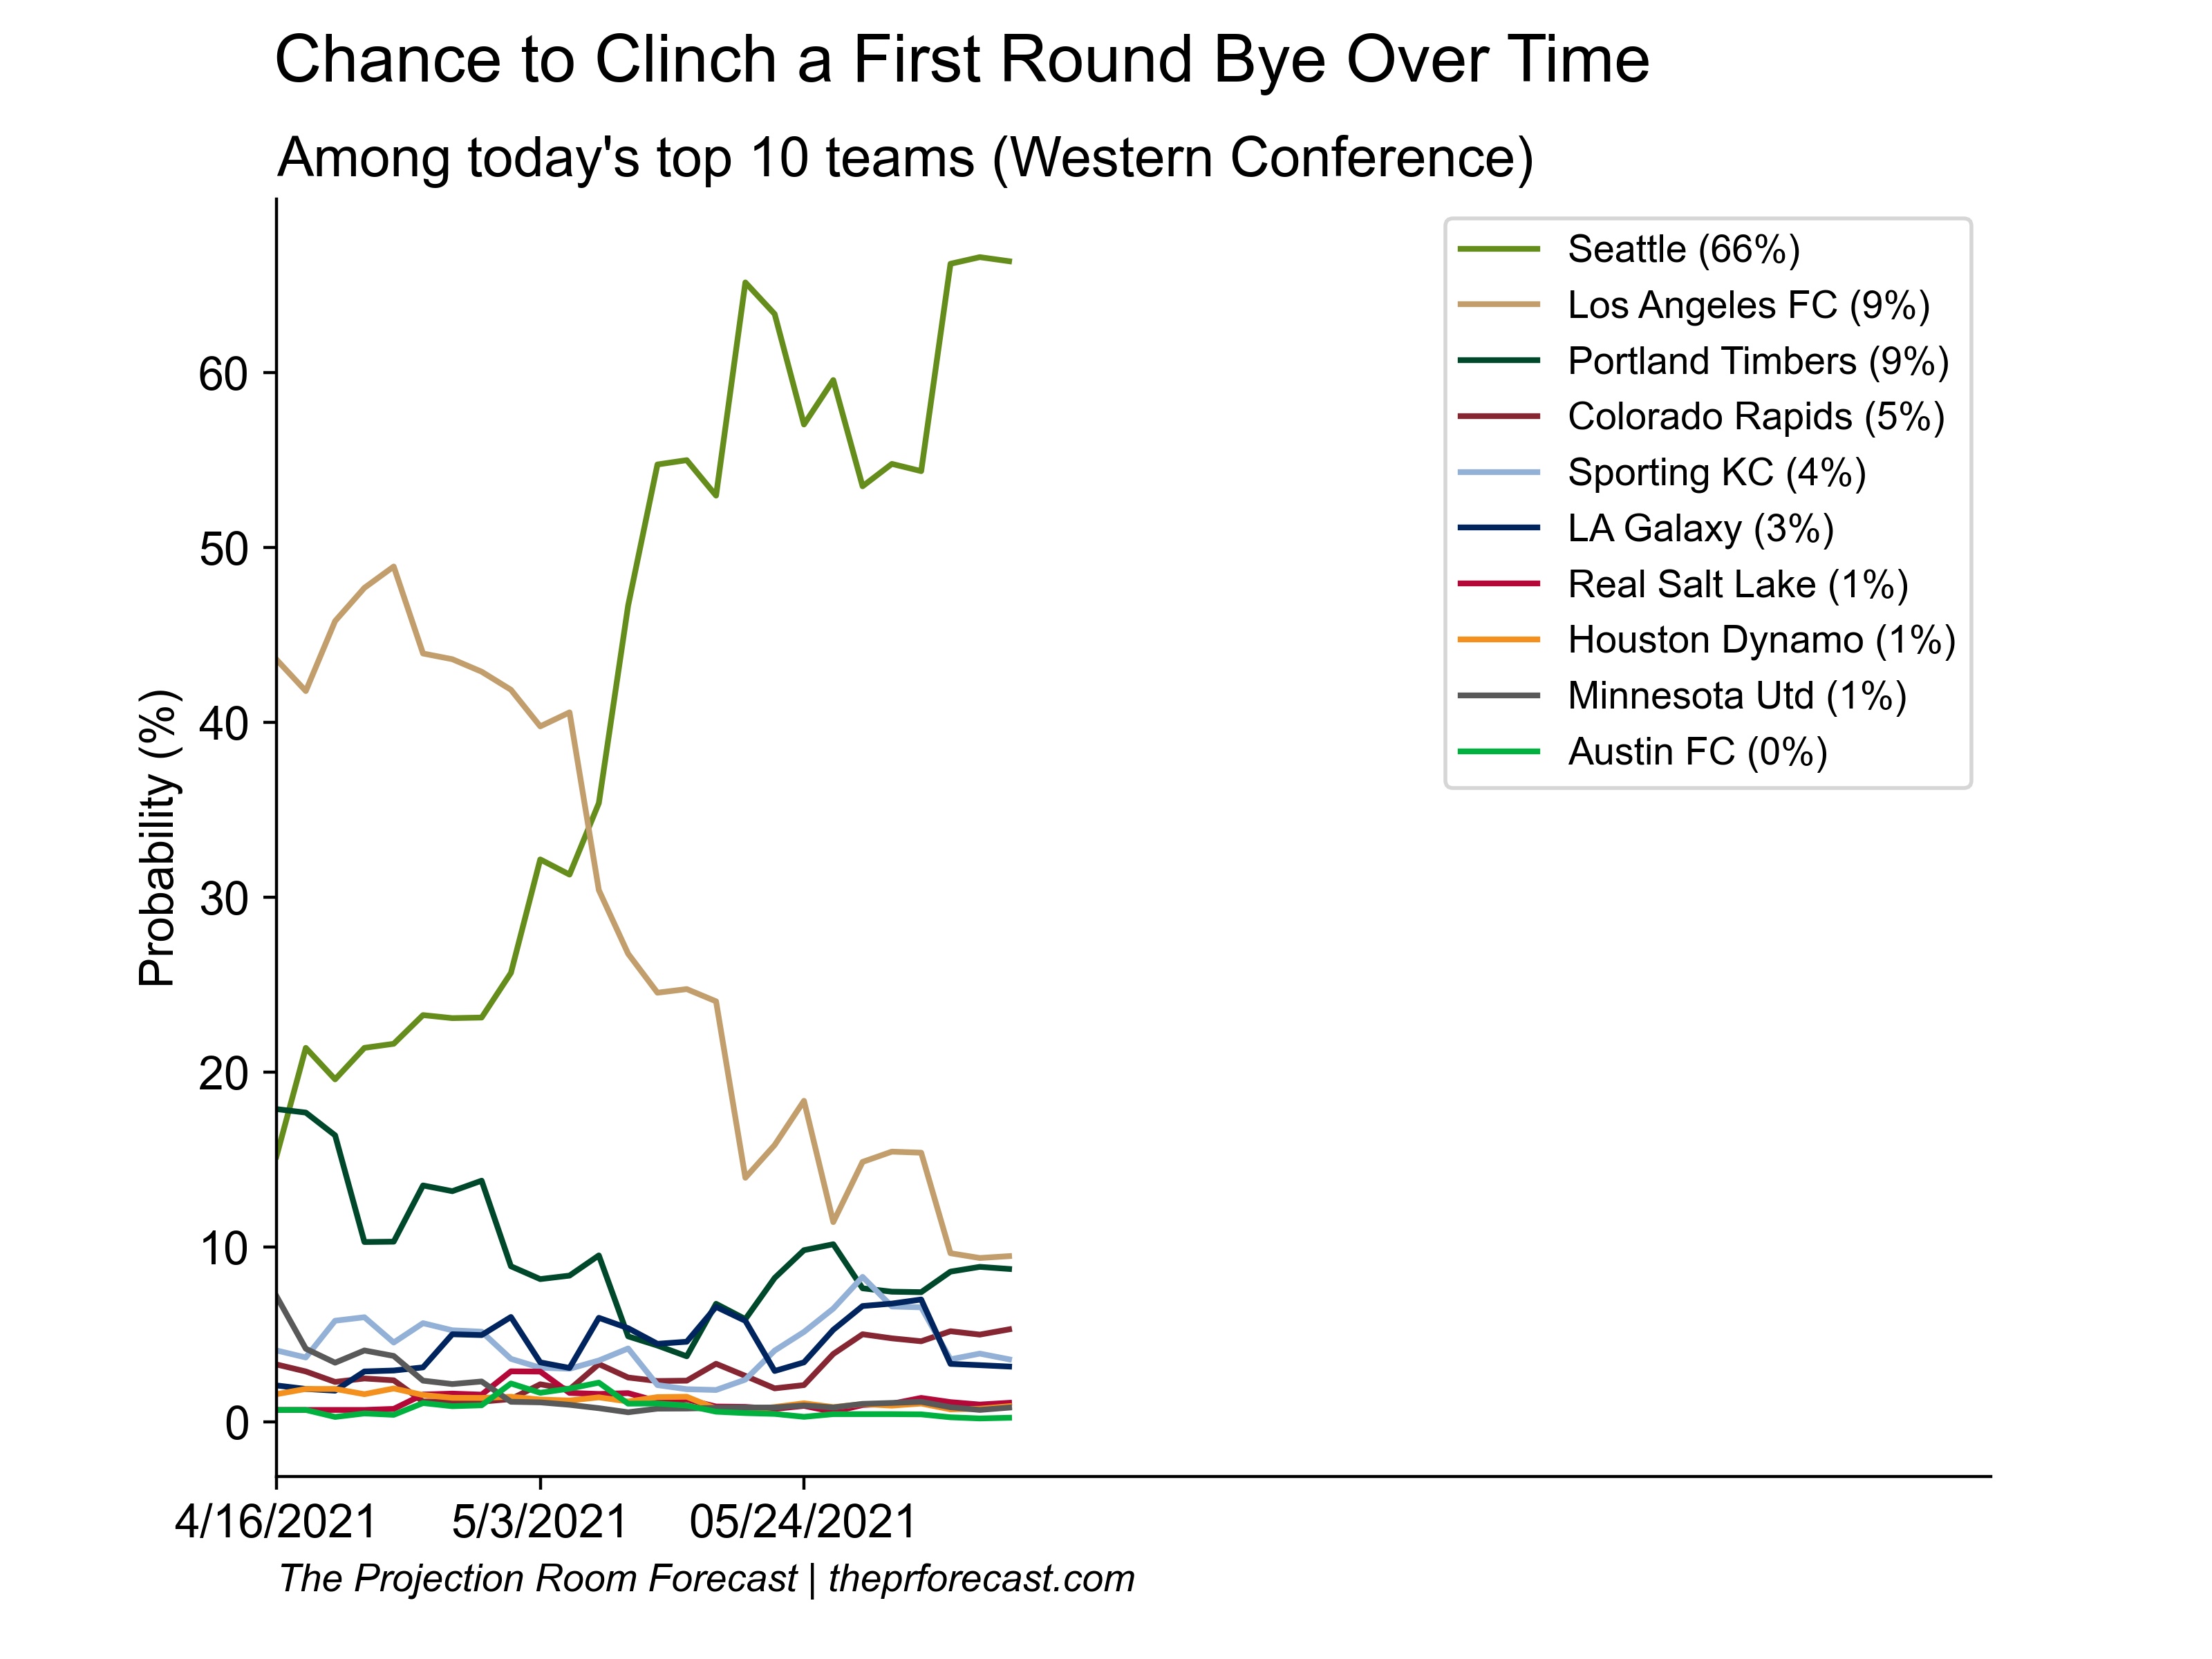 Chance to Clinch a First Round Bye Over Time
Among today's top 10 teams (Western Conference)
Seattle (66%)
Los Angeles FC (9%)
Portland Timbers (9%)
Colorado Rapids (5%)
Sporting KC (4%)
LA Galaxy (3%)
Real Salt Lake (1%)
Houston Dynamo (1%)
Minnesota Utd (1%)
Austin FC (0%)
Probability (%)
60
50
40
30
20
10
0
4/16/2021 5/3/2021 05/24/2021
The Projection Room Forecast | theprforecast.com